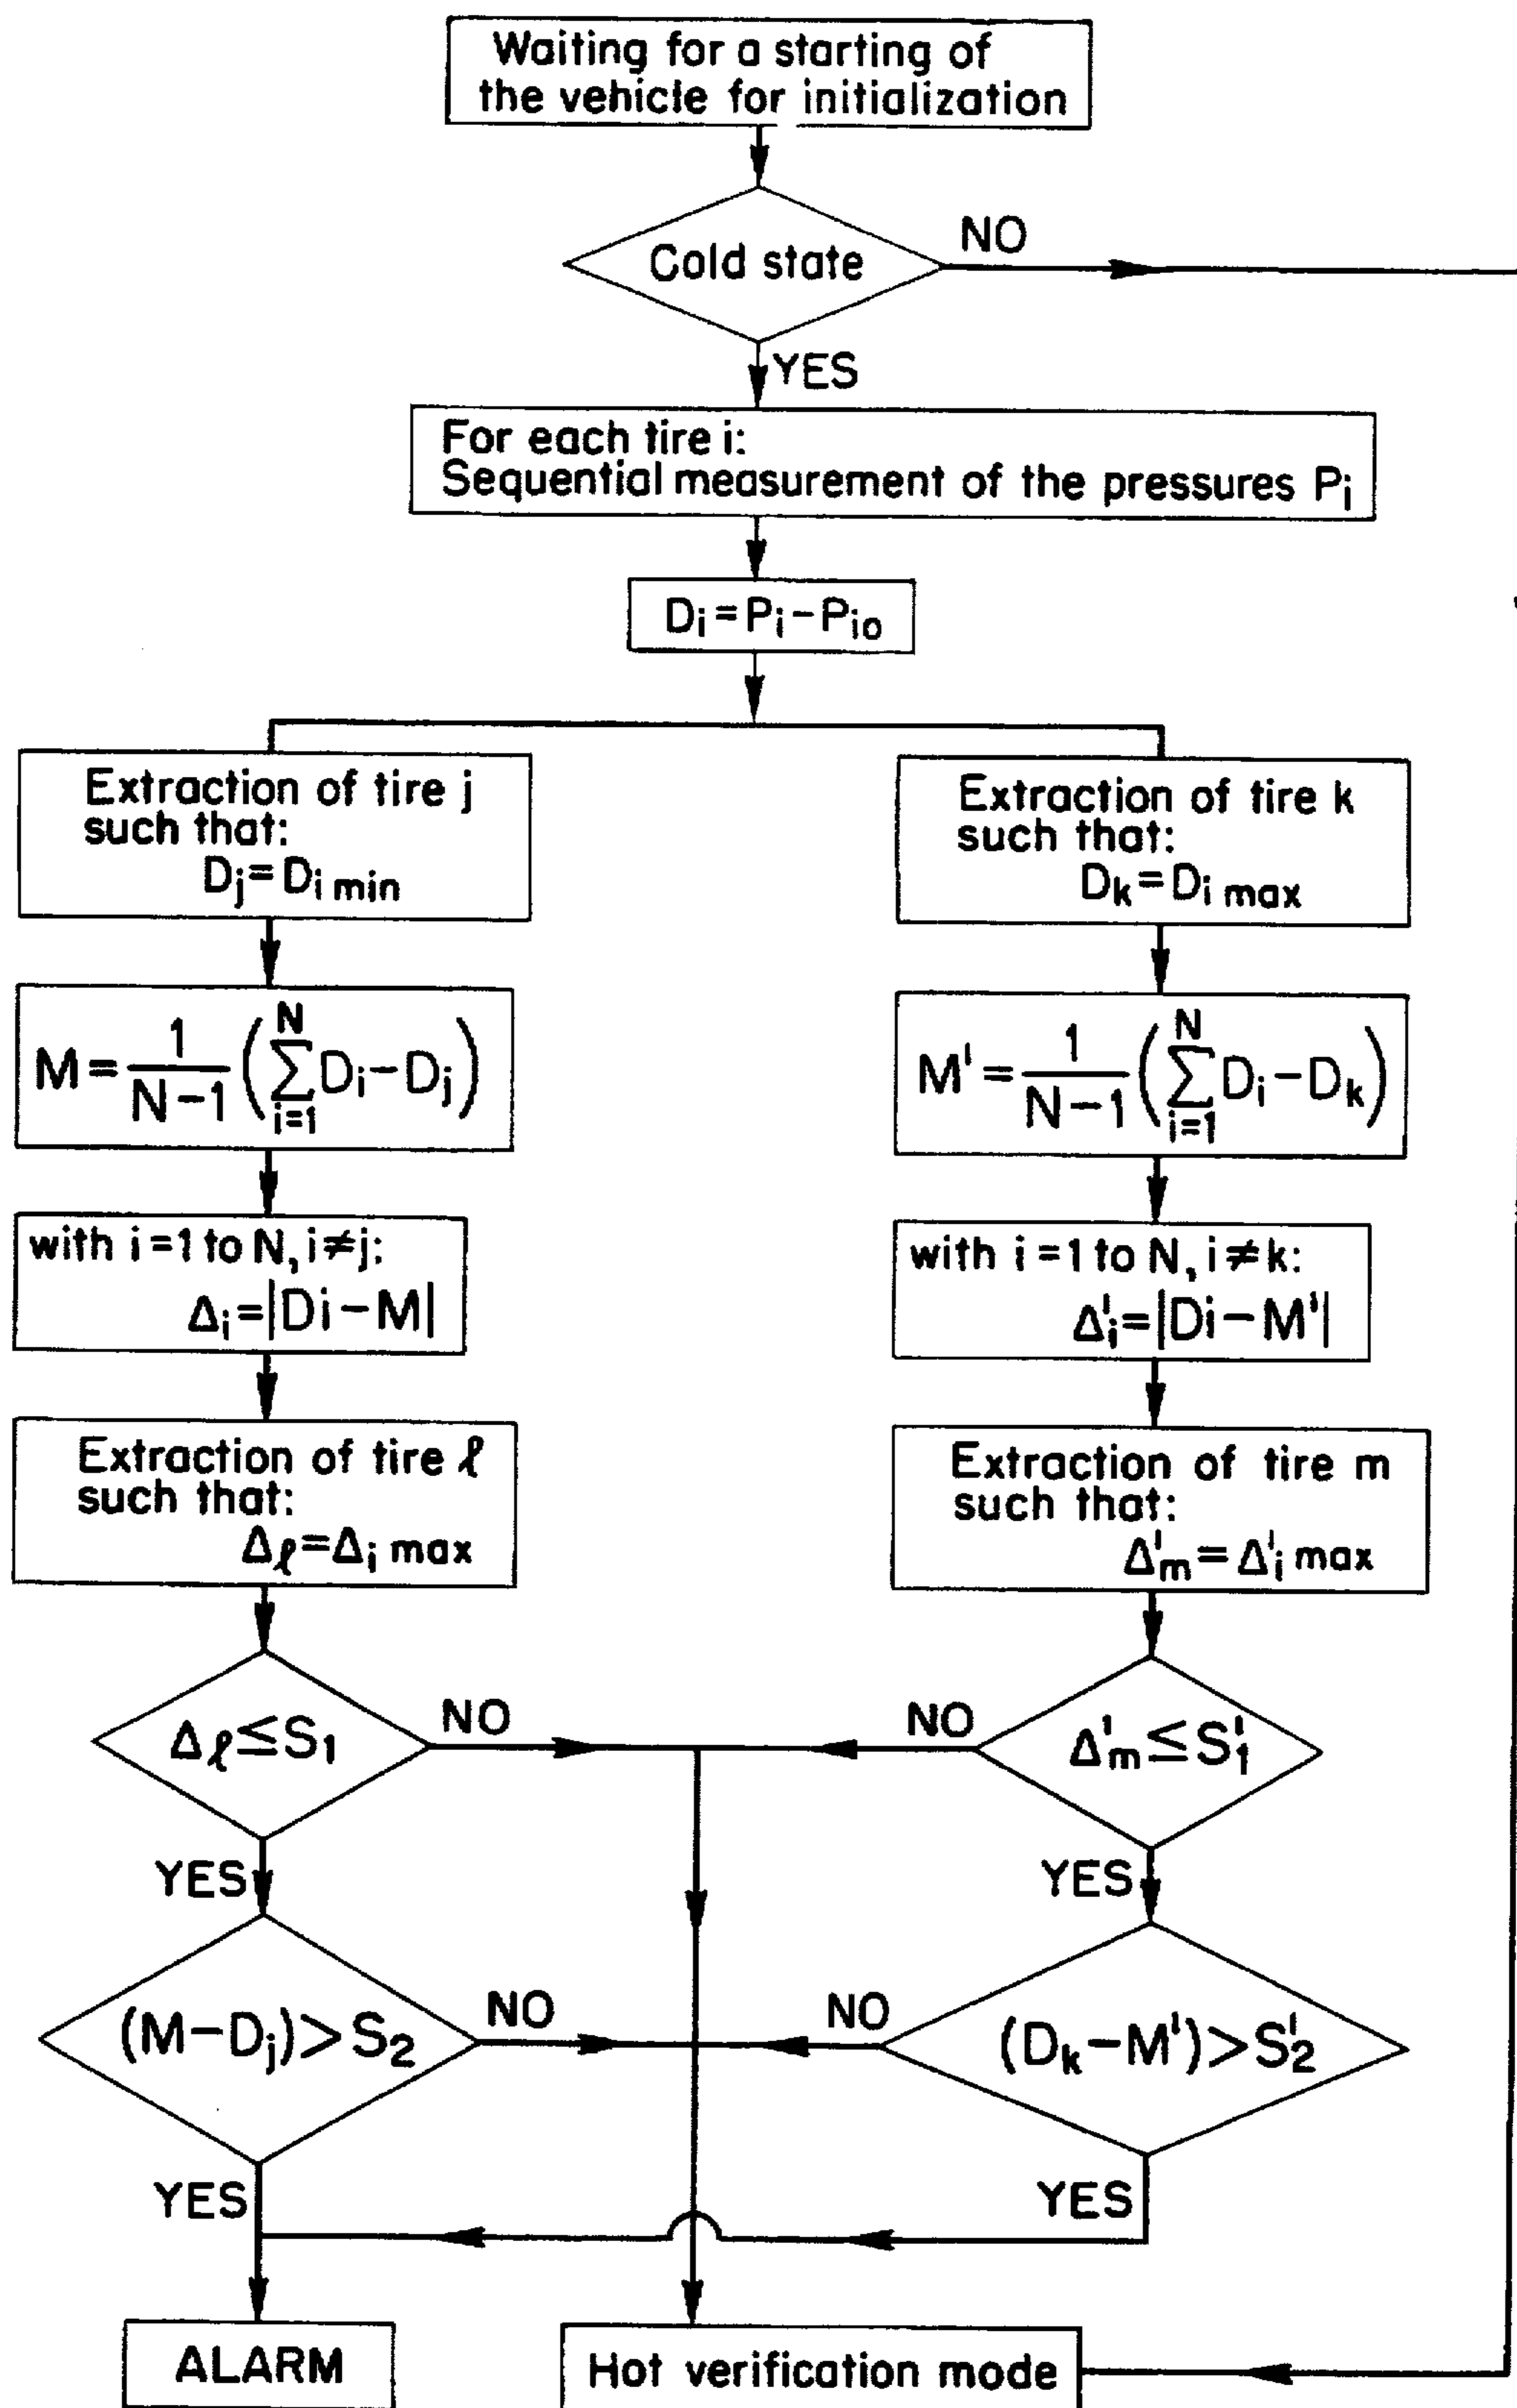 Waiting for a starting of
the vehicle for initialization
Cold state
NO
YES
For each tire i:
Sequential measurement of the pressures Pi
Di=Pi-Pio
Extraction of tire j
such that:
Dj=Di min
Extraction of tire k
such that:
Dk=Di max
M=1/(N-1)(∑i=1N Di-Dj)
M'=1/(N-1)(∑i=1N Di-Dk)
with i=1 to N, i≠j:
Δi=|Di-M|
with i=1 to N, i≠k:
Δ'i=|Di-M'|
Extraction of tire ℓ
such that:
Δℓ=Δi max
Extraction of tire m
such that:
Δ'm=Δ'i max
Δℓ≤S1
NO
NO
Δ'm≤S'1
YES
YES
(M-Dj)>S2
NO
NO
(Dk-M')>S'2
YES
YES
ALARM
Hot verification mode